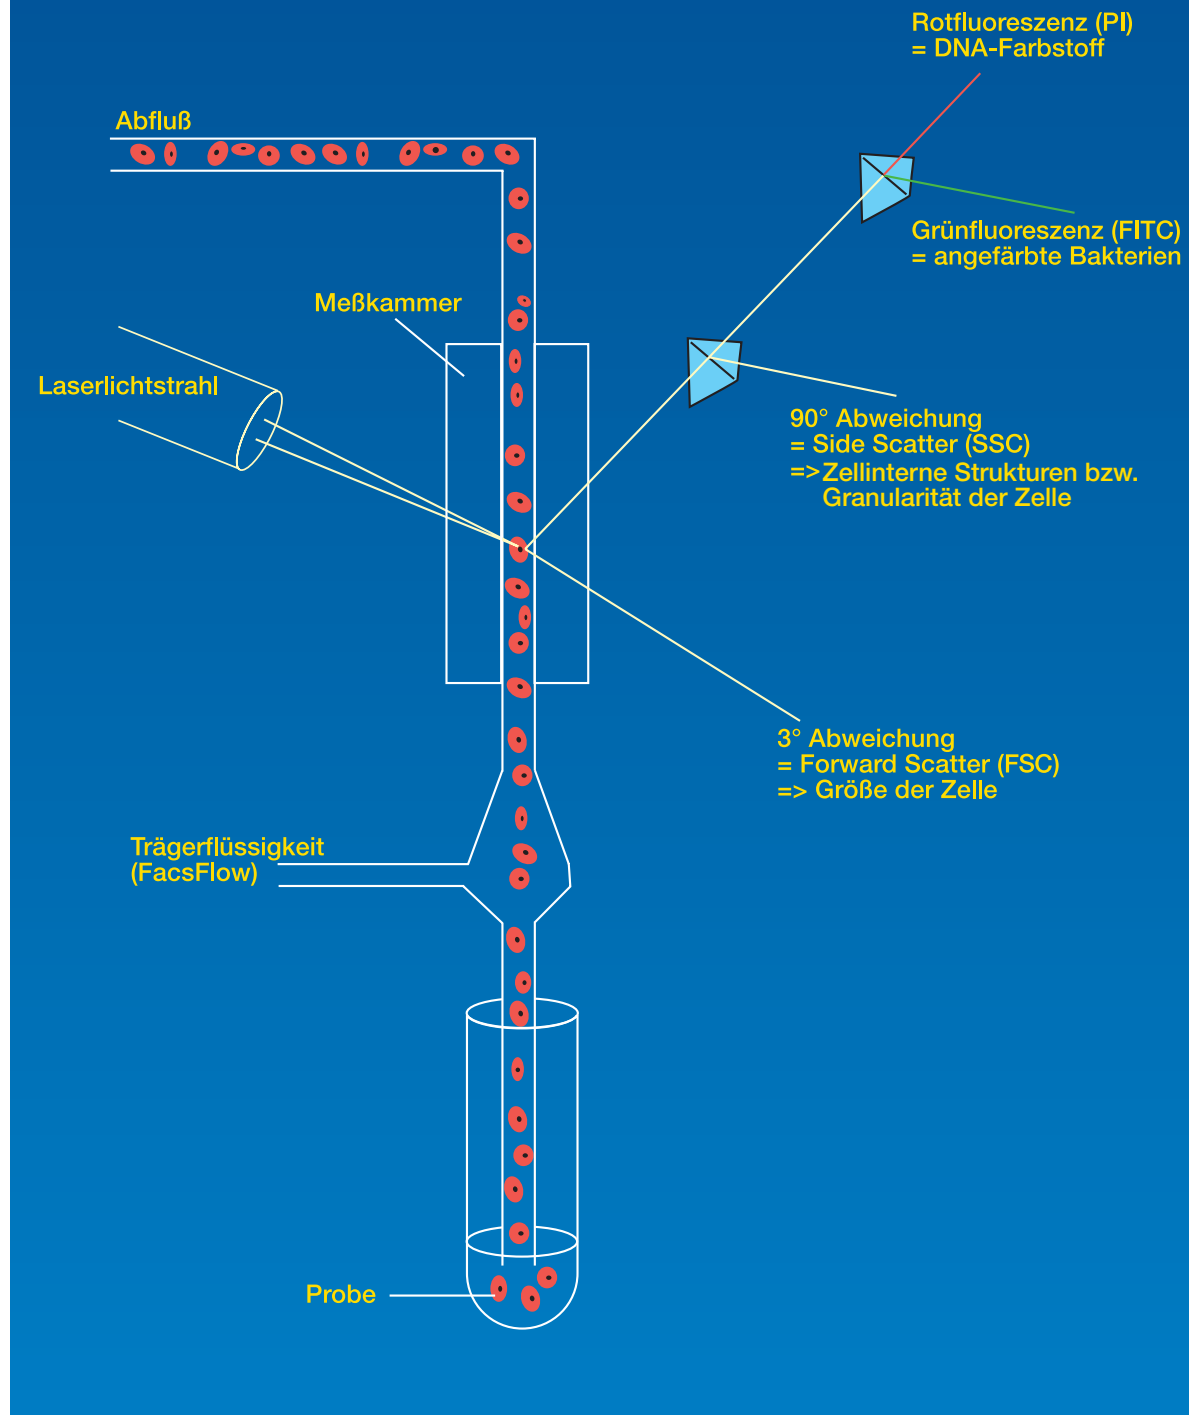 Rotfluoreszenz (PI)
= DNA-Farbstoff
Abfluß
Grünfluoreszenz (FITC)
= angefärbte Bakterien
Meßkammer
Laserlichtstrahl
90° Abweichung
= Side Scatter (SSC)
=>Zellinterne Strukturen bzw.
Granularität der Zelle
3° Abweichung
= Forward Scatter (FSC)
=> Größe der Zelle
Trägerflüssigkeit
(FacsFlow)
Probe